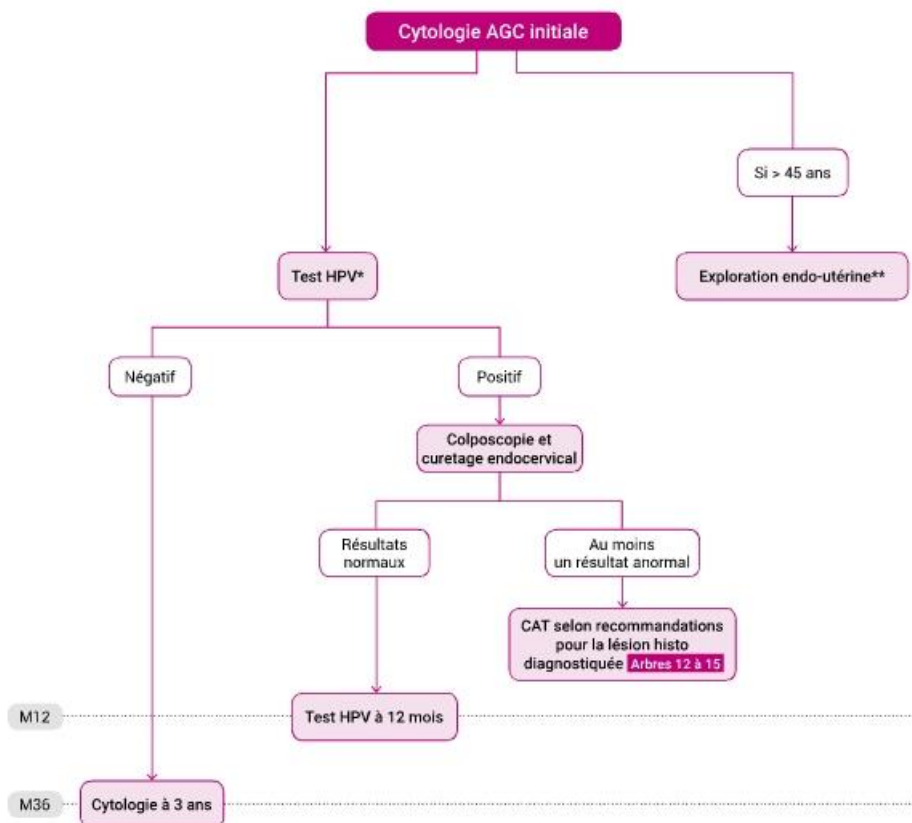 Cytologie AGC initiale
Si > 45 ans
Test HPV*
Exploration endo-utérine**
Négatif
Positif
Colposcopie et
curetage endocervical
Résultats
normaux
Au moins
un résultat anormal
CAT selon recommandations
pour la lésion histo
diagnostiquée Arbres 12 à 15
M12
Test HPV à 12 mois
M36
Cytologie à 3 ans